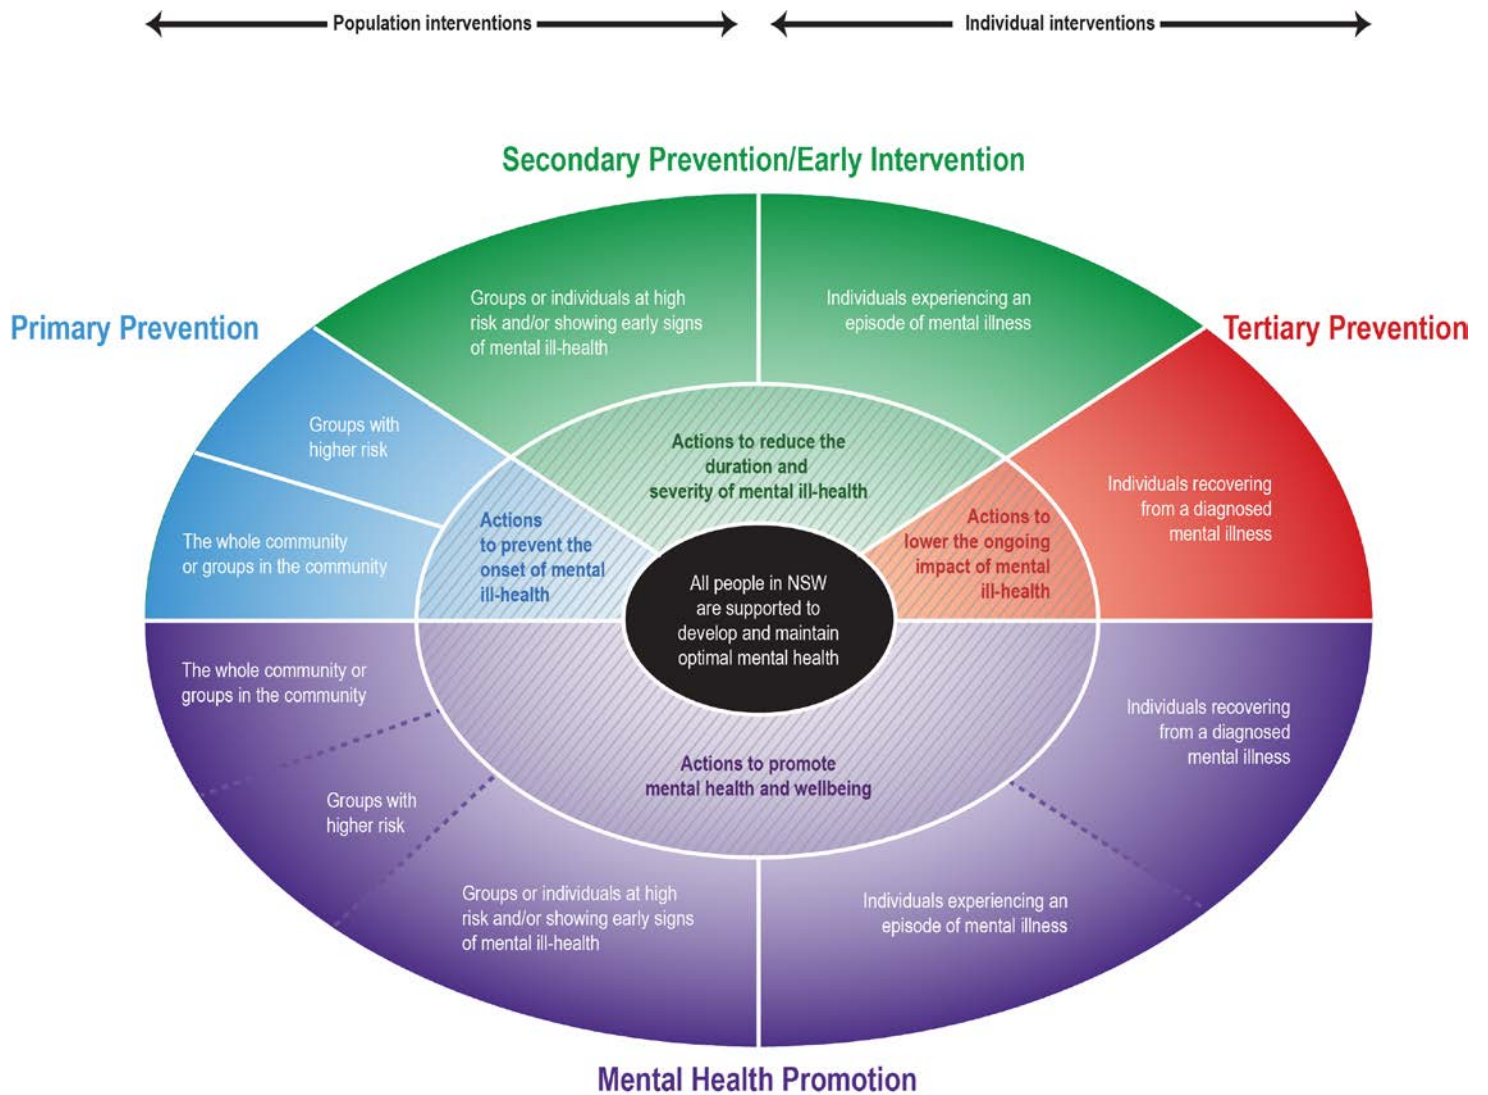 Population interventions
Individual interventions
Secondary Prevention/Early Intervention
Primary Prevention
Tertiary Prevention
Groups or individuals at high
risk and/or showing early signs
of mental ill-health
Individuals experiencing an
episode of mental illness
Groups with
higher risk
The whole community
or groups in the community
Actions to reduce the
duration and
severity of mental ill-health
Actions
to prevent the
onset of mental
ill-health
Actions to
lower the ongoing
impact of mental
ill-health
Individuals recovering
from a diagnosed
mental illness
All people in NSW
are supported to
develop and maintain
optimal mental health
The whole community or
groups in the community
Groups with
higher risk
Actions to promote
mental health and wellbeing
Individuals recovering
from a diagnosed
mental illness
Groups or individuals at high
risk and/or showing early signs
of mental ill-health
Individuals experiencing an
episode of mental illness
Mental Health Promotion